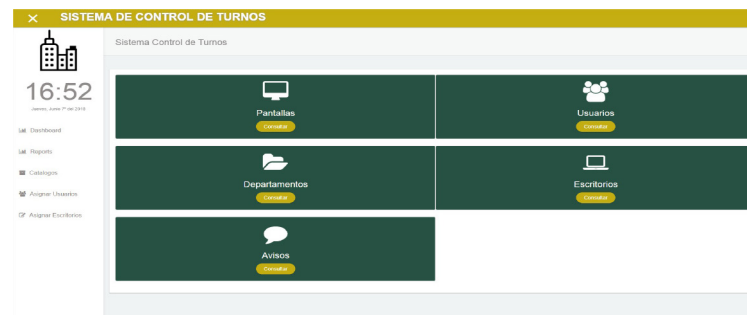 SISTEMA DE CONTROL DE TURNOS
Sistema Control de Turnos
16:52
Dashboard
Reports
Catalogos
Asignar Usuarios
Asignar Escritorios
Pantallas
Consultar
Usuarios
Consultar
Departamentos
Consultar
Escritorios
Consultar
Avisos
Consultar